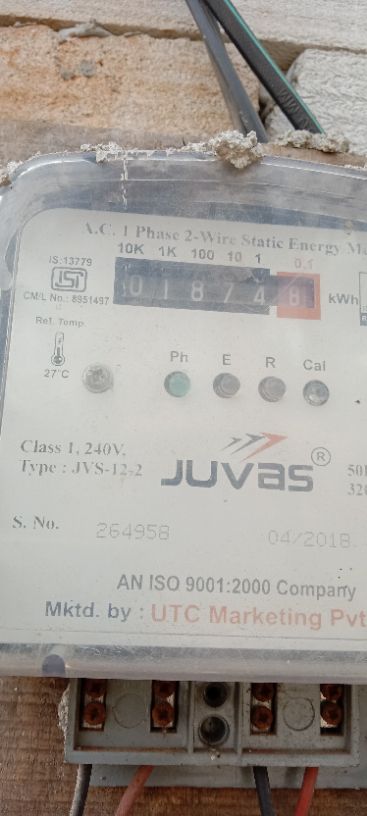 A.C. 1 Phase 2-Wire Static Energy
IS:13779
ISI
CM/L No.: 8951497
10K 1K 100 10 1 0.1
0 1 8 7 4 8 kWh
Ref. Temp.
27°C
Ph E R Cal
Class 1, 240V,
Type : JVS-12-2
JUVAS ®
S. No. 264958 04/2018
AN ISO 9001:2000 Company
Mktd. by : UTC Marketing Pvt